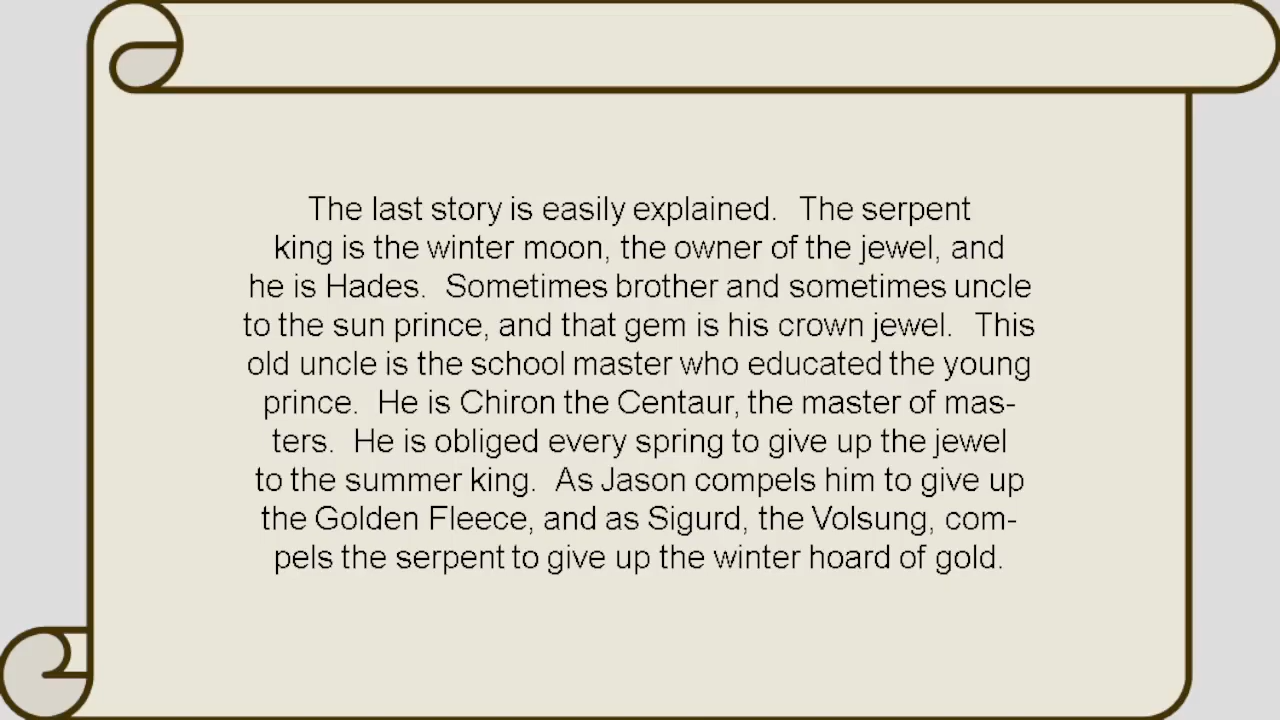 The last story is easily explained.  The serpent
king is the winter moon, the owner of the jewel, and
he is Hades.  Sometimes brother and sometimes uncle
to the sun prince, and that gem is his crown jewel.  This
old uncle is the school master who educated the young
prince.  He is Chiron the Centaur, the master of mas-
ters.  He is obliged every spring to give up the jewel
to the summer king.  As Jason compels him to give up
the Golden Fleece, and as Sigurd, the Volsung, com-
pels the serpent to give up the winter hoard of gold.